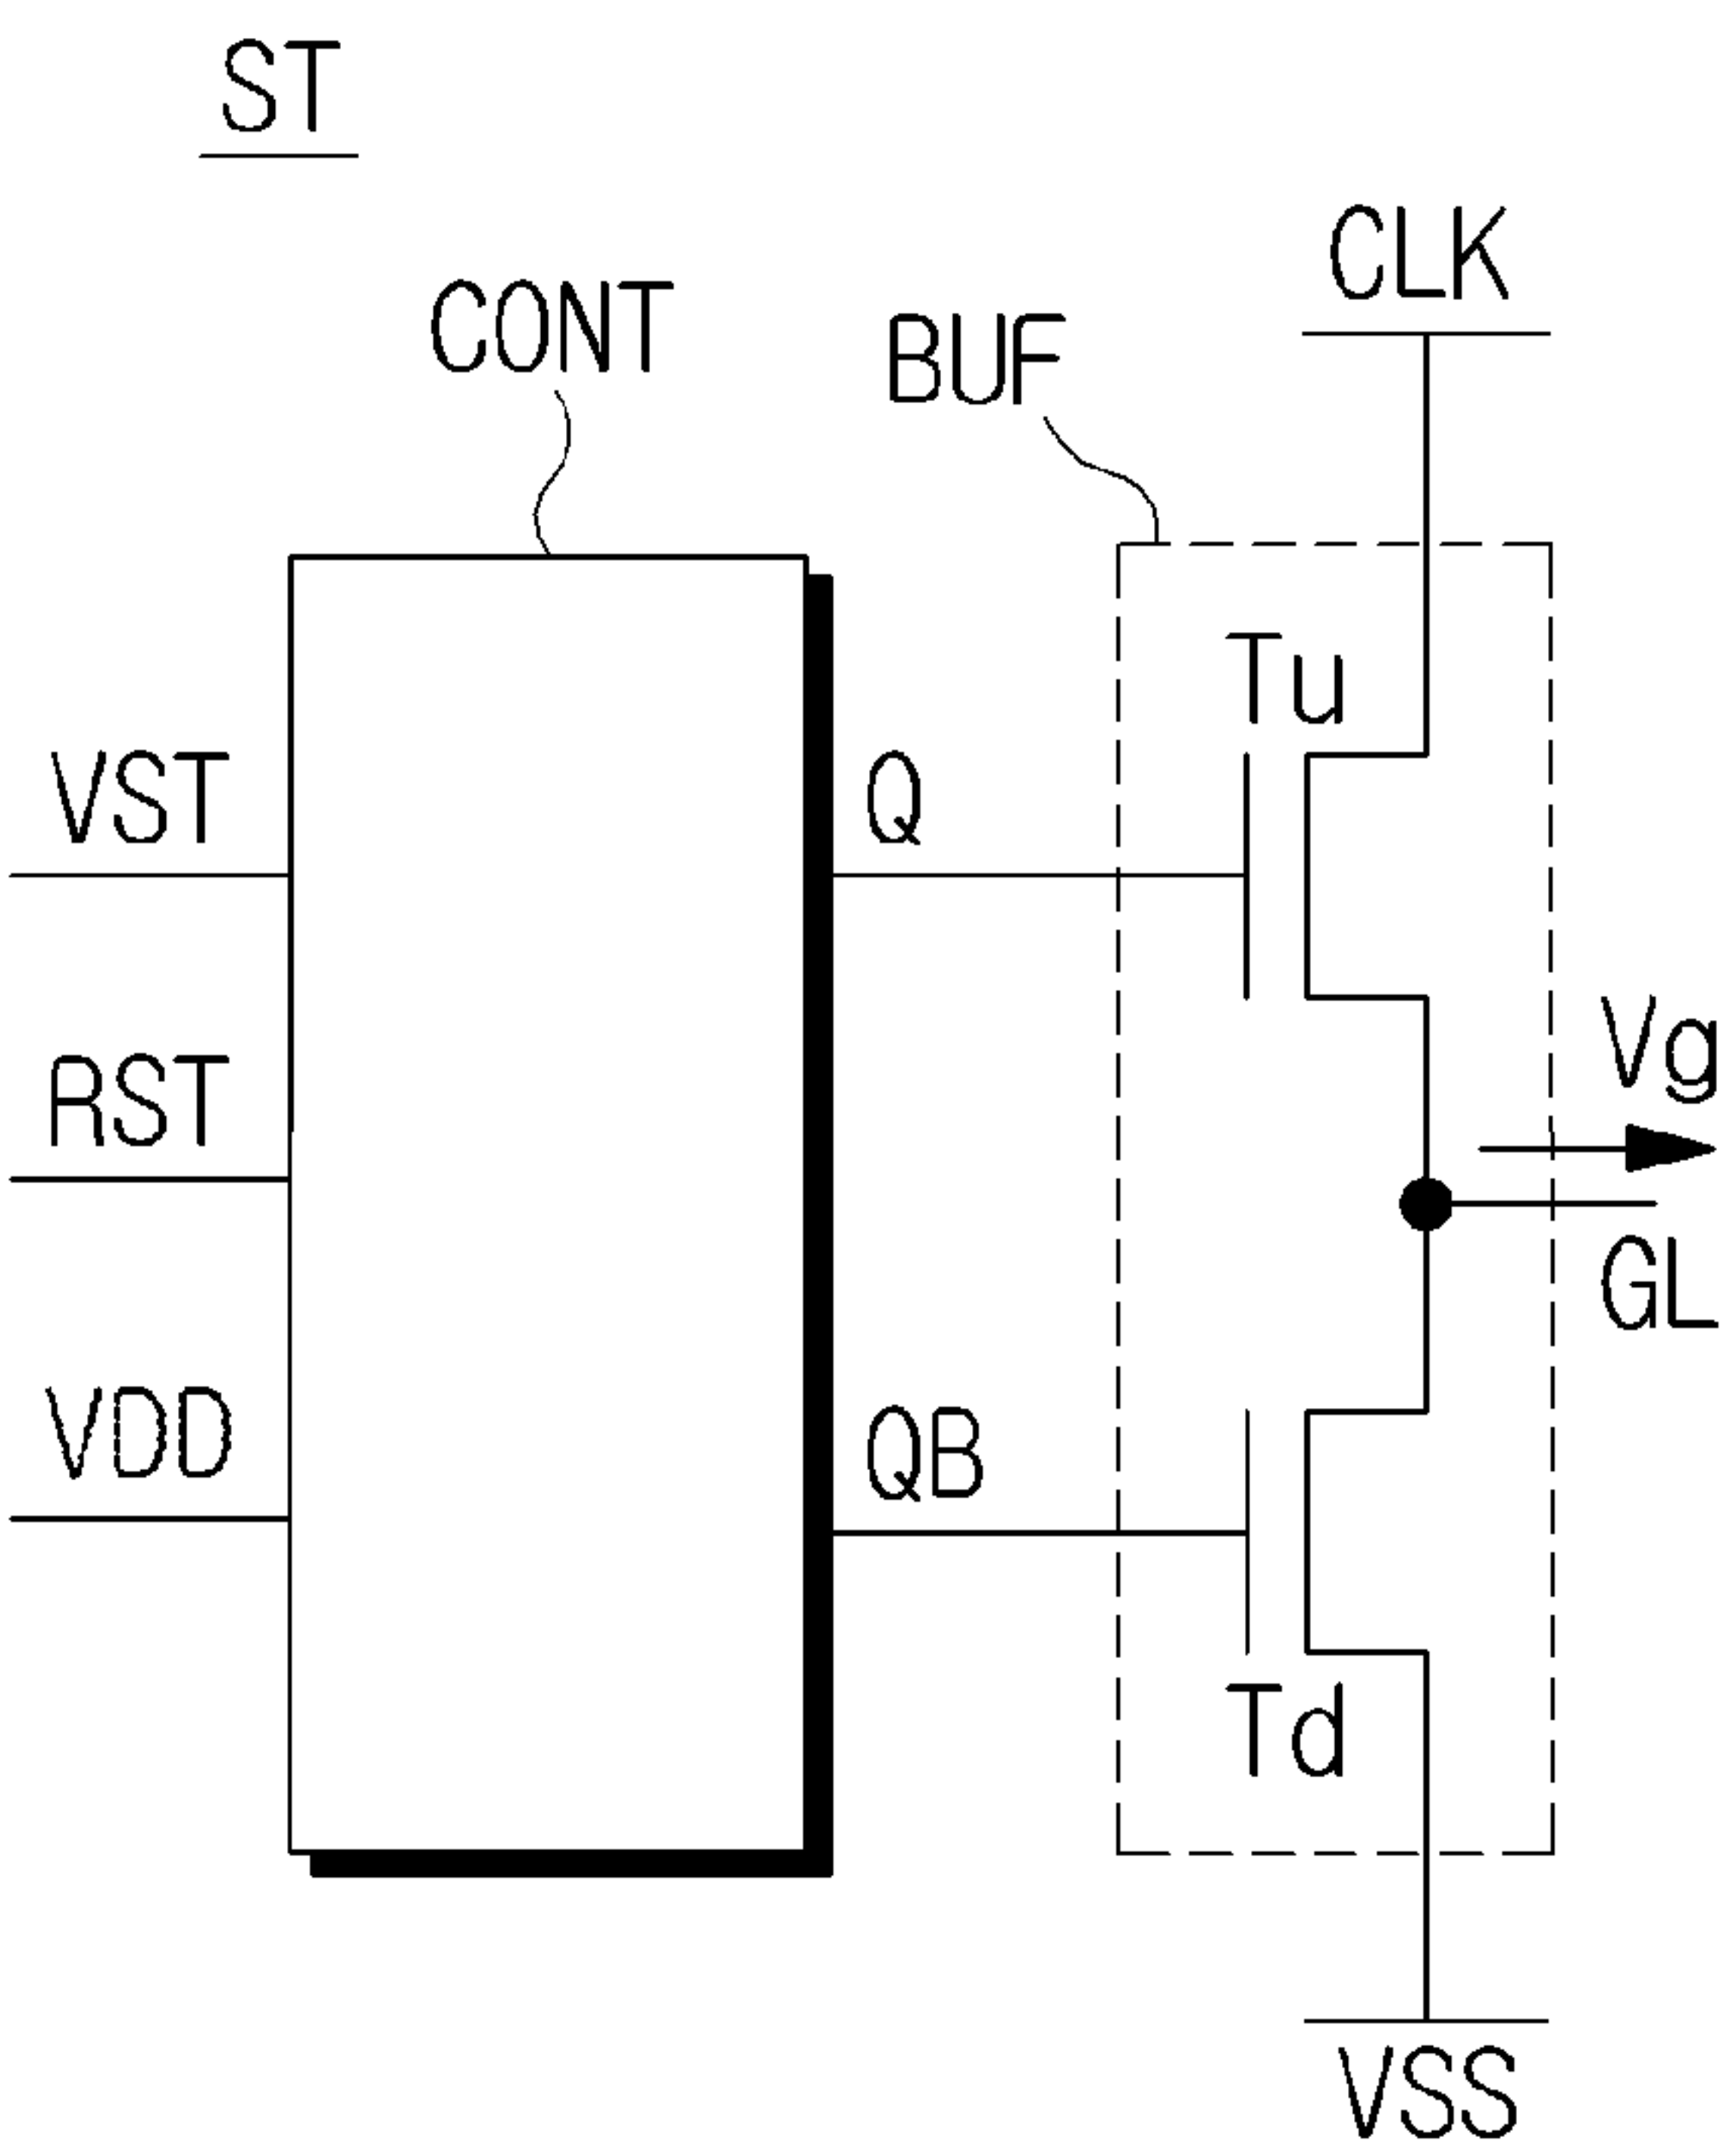 ST
CLK
CONT
BUF
Tu
VST
Q
Vg
RST
GL
VDD
QB
Td
VSS